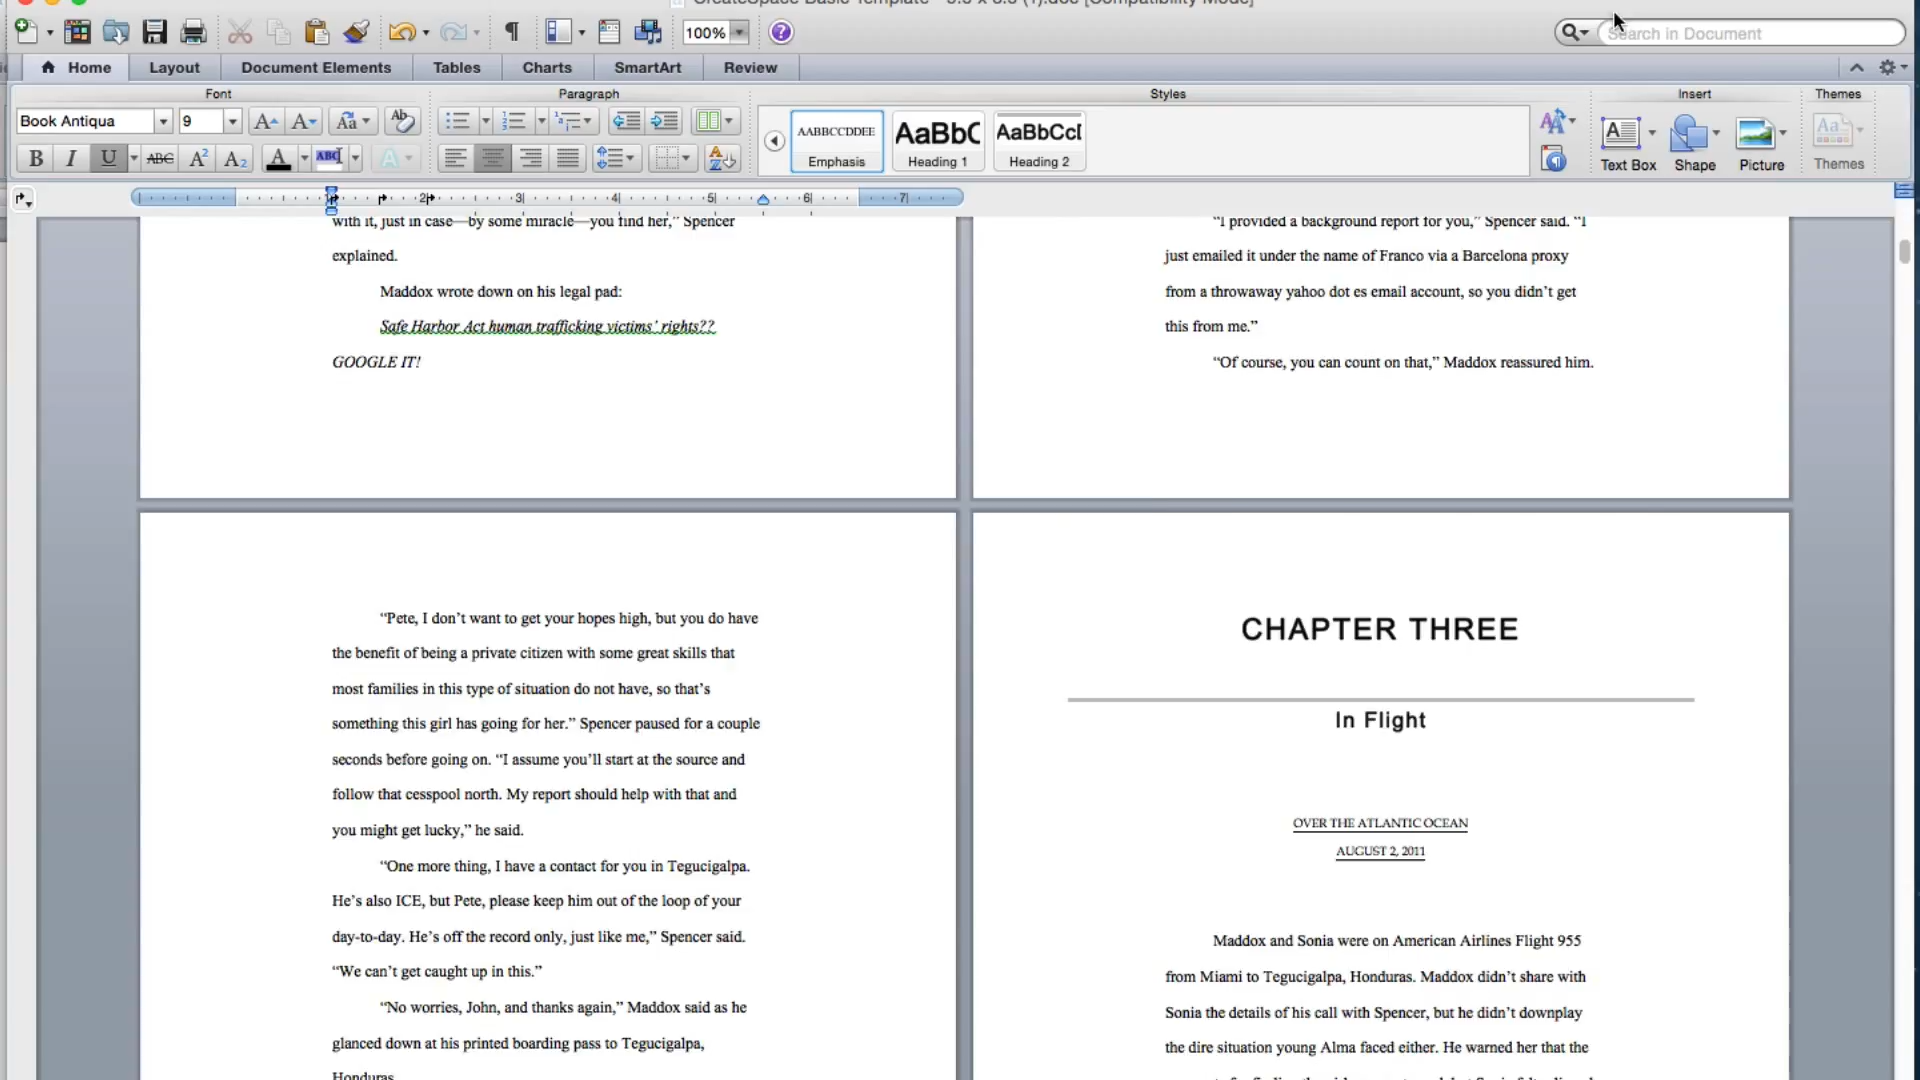 CreateSpace Basic Template - 5.5 x 8.5 (1).doc [Compatibility Mode]
100%
Search in Document
Home Layout Document Elements Tables Charts SmartArt Review
Font Paragraph Styles Insert Themes
Book Antiqua 9
AABBCCDDEE AaBbC AaBbCcI
Emphasis Heading 1 Heading 2
Text Box Shape Picture Themes
with it, just in case—by some miracle—you find her,” Spencer
explained.
Maddox wrote down on his legal pad:
Safe Harbor Act human trafficking victims’ rights??
GOOGLE IT!
“I provided a background report for you,” Spencer said. “I
just emailed it under the name of Franco via a Barcelona proxy
from a throwaway yahoo dot es email account, so you didn’t get
this from me.”
“Of course, you can count on that,” Maddox reassured him.
“Pete, I don’t want to get your hopes high, but you do have
the benefit of being a private citizen with some great skills that
most families in this type of situation do not have, so that’s
something this girl has going for her.” Spencer paused for a couple
seconds before going on. “I assume you’ll start at the source and
follow that cesspool north. My report should help with that and
you might get lucky,” he said.
“One more thing, I have a contact for you in Tegucigalpa.
He’s also ICE, but Pete, please keep him out of the loop of your
day-to-day. He’s off the record only, just like me,” Spencer said.
“We can’t get caught up in this.”
“No worries, John, and thanks again,” Maddox said as he
glanced down at his printed boarding pass to Tegucigalpa,
Honduras.
CHAPTER THREE
In Flight
OVER THE ATLANTIC OCEAN
AUGUST 2, 2011
Maddox and Sonia were on American Airlines Flight 955
from Miami to Tegucigalpa, Honduras. Maddox didn’t share with
Sonia the details of his call with Spencer, but he didn’t downplay
the dire situation young Alma faced either. He warned her that the